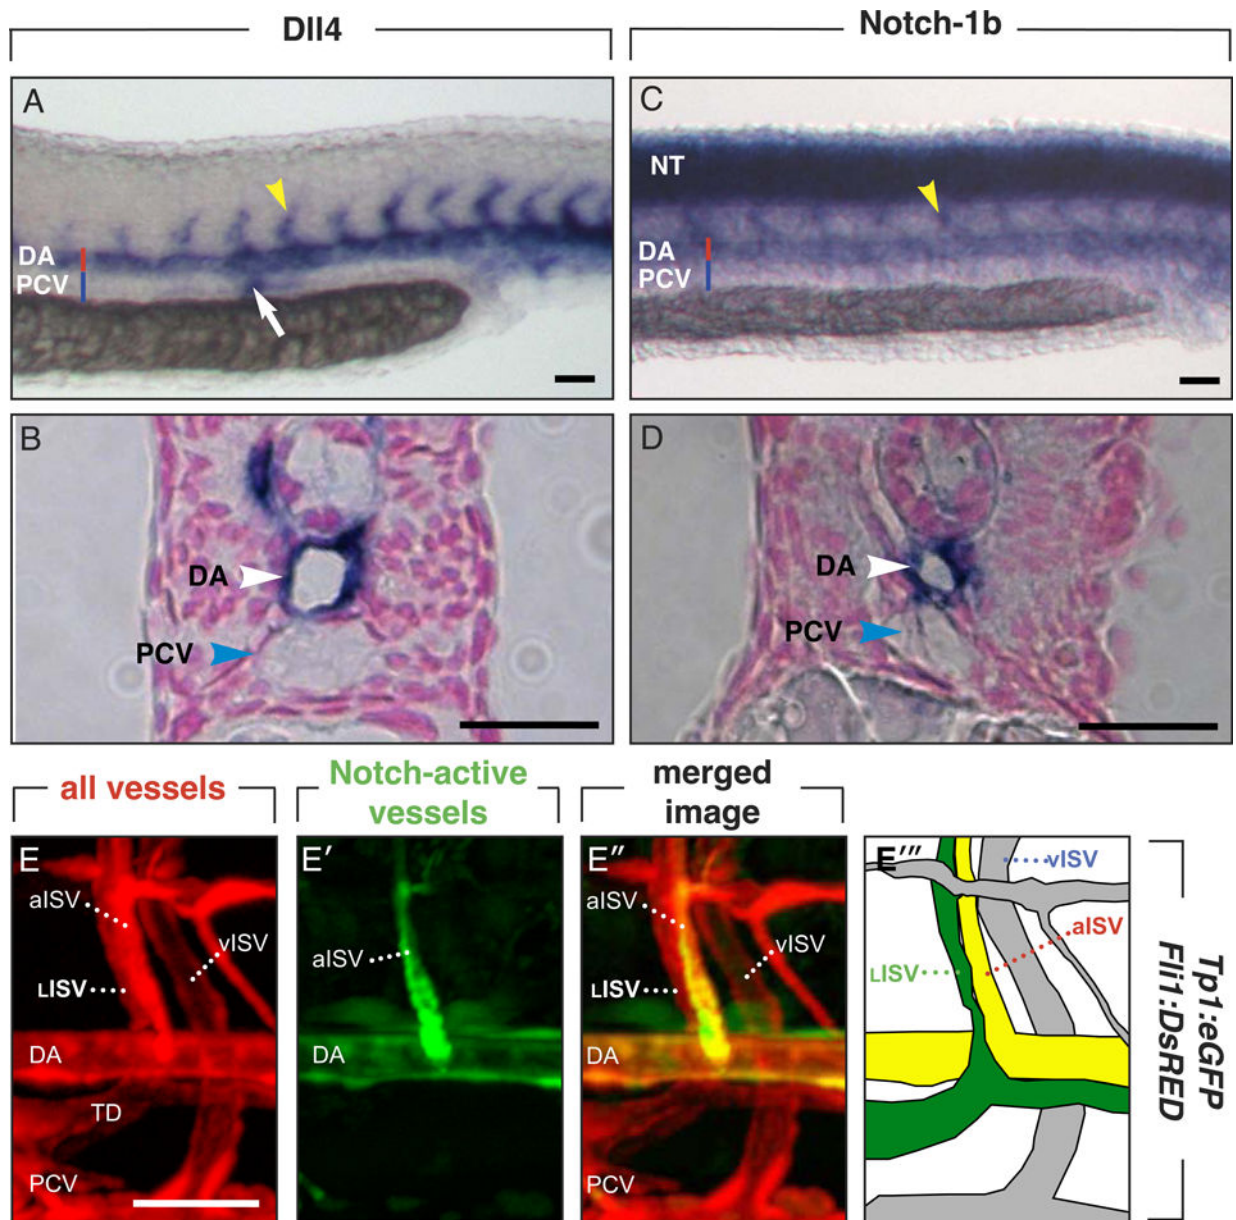 Dll4
Notch-1b
A
DA
PCV
C
NT
DA
PCV
B
DA
PCV
D
DA
PCV
all vessels
Notch-active
vessels
merged
image
E
aISV
vISV
LISV
DA
TD
PCV
E′
aISV
DA
E″
aISV
vISV
LISV
DA
PCV
E‴
vISV
aISV
LISV
Tp1:eGFP
Fli1:DsRED